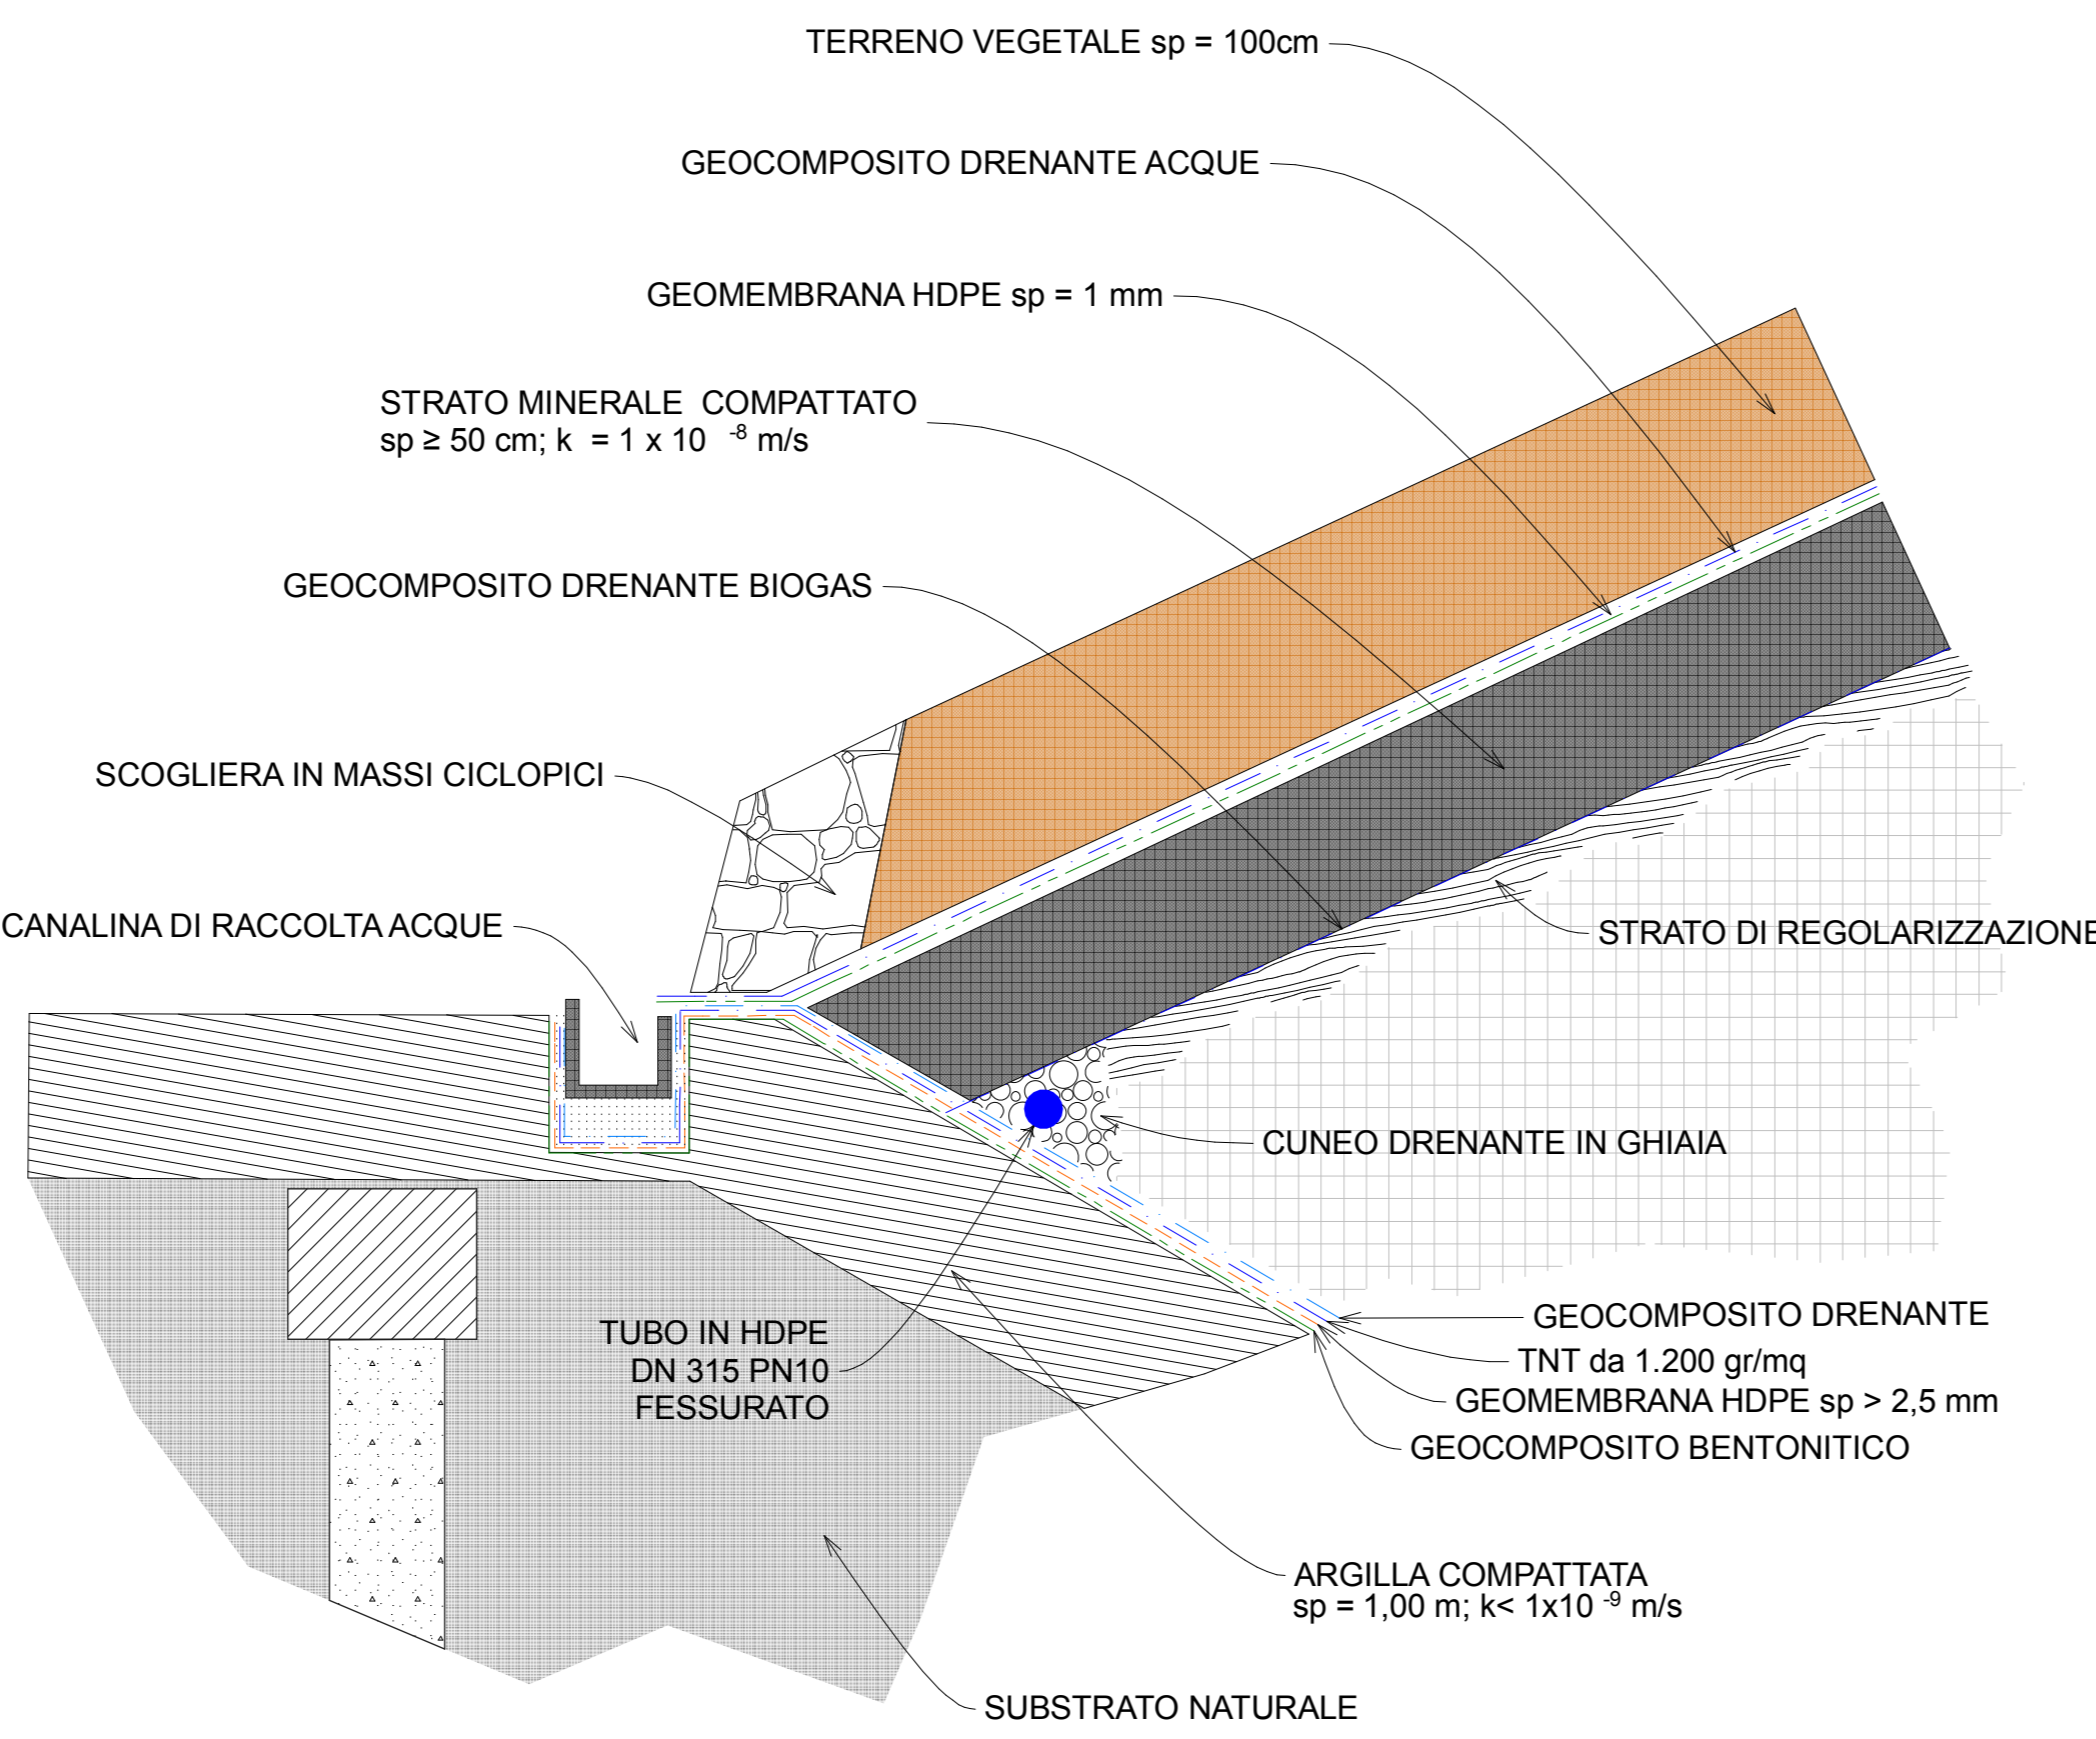 TERRENO VEGETALE sp = 100cm
GEOCOMPOSITO DRENANTE ACQUE
GEOMEMBRANA HDPE sp = 1 mm
STRATO MINERALE COMPATTATO
sp ≥ 50 cm; k = 1 x 10 -8 m/s
GEOCOMPOSITO DRENANTE BIOGAS
SCOGLIERA IN MASSI CICLOPICI
CANALINA DI RACCOLTA ACQUE
STRATO DI REGOLARIZZAZIONE
CUNEO DRENANTE IN GHIAIA
TUBO IN HDPE
DN 315 PN10
FESSURATO
GEOCOMPOSITO DRENANTE
TNT da 1.200 gr/mq
GEOMEMBRANA HDPE sp > 2,5 mm
GEOCOMPOSITO BENTONITICO
ARGILLA COMPATTATA
sp = 1,00 m; k< 1x10 -9 m/s
SUBSTRATO NATURALE